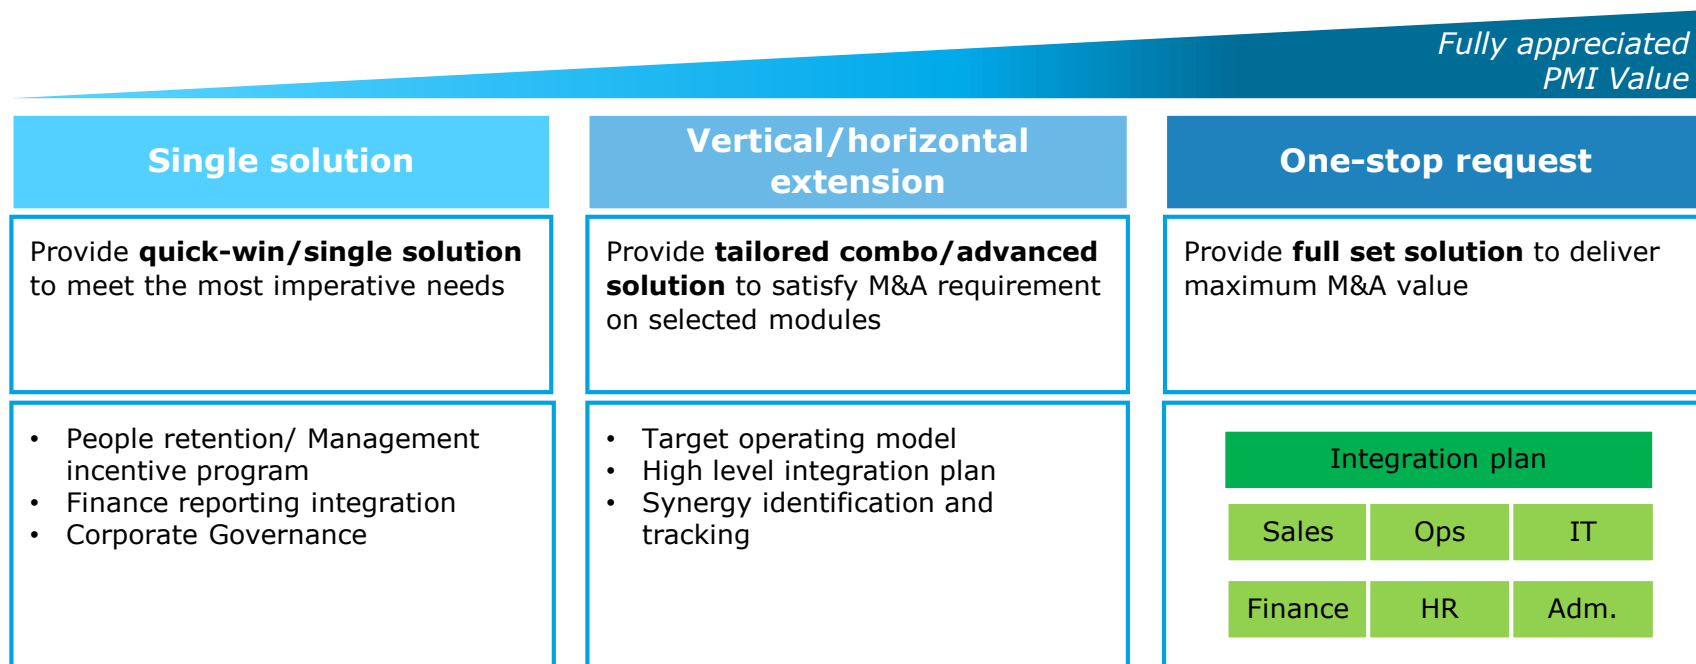 Fully appreciated
PMI Value
Single solution
Vertical/horizontal
extension
One-stop request
Provide quick-win/single solution
to meet the most imperative needs
Provide tailored combo/advanced
solution to satisfy M&A requirement
on selected modules
Provide full set solution to deliver
maximum M&A value
• People retention/ Management
incentive program
• Finance reporting integration
• Corporate Governance
• Target operating model
• High level integration plan
• Synergy identification and
tracking
Integration plan
Sales
Ops
IT
Finance
HR
Adm.